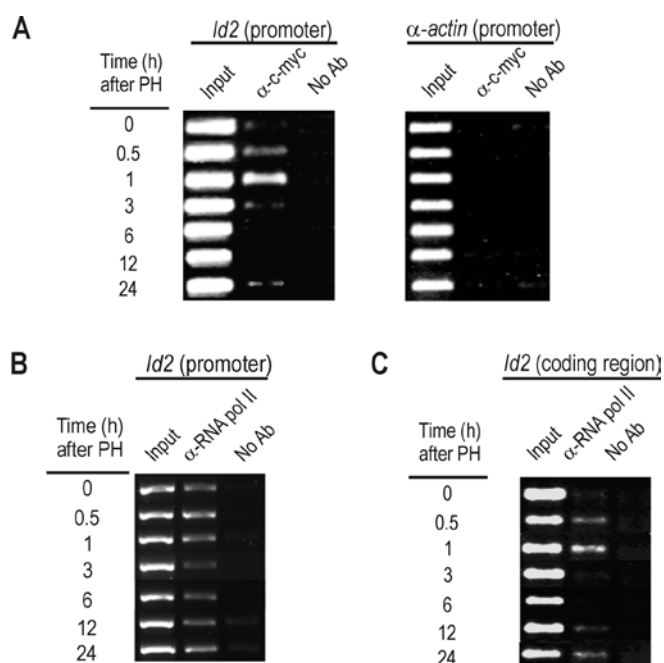 A
Id2 (promoter)
α-actin (promoter)
Time (h)
after PH
Input
α-c-myc
No Ab
Input
α-c-myc
No Ab
0
0.5
1
3
6
12
24
B
Id2 (promoter)
Time (h)
after PH
Input
α-RNA pol II
No Ab
0
0.5
1
3
6
12
24
C
Id2 (coding region)
Time (h)
after PH
Input
α-RNA pol II
No Ab
0
0.5
1
3
6
12
24